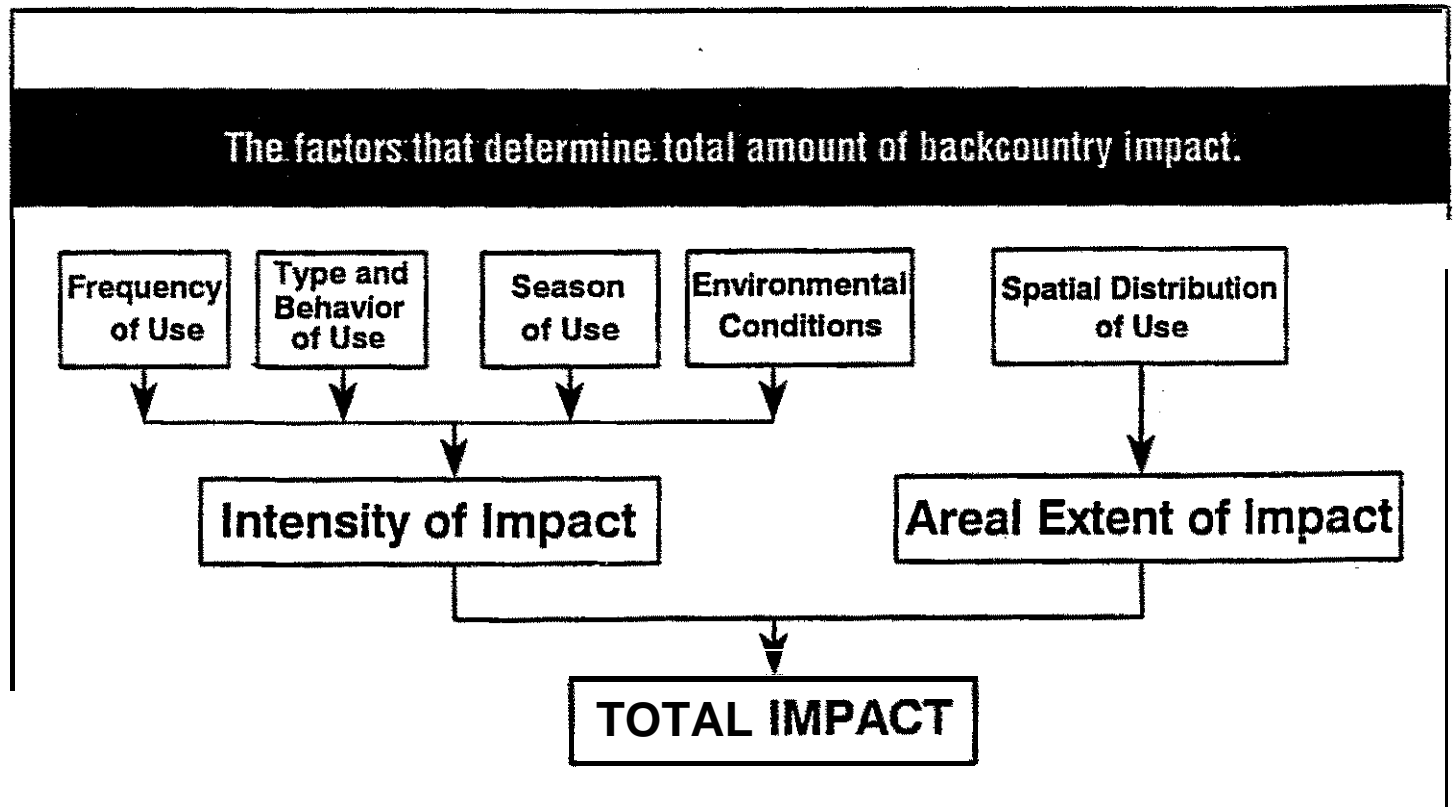 The factors that determine total amount of backcountry impact.
Frequency
of Use
Type and
Behavior
of Use
Season
of Use
Environmental
Conditions
Spatial Distribution
of Use
Intensity of Impact
Areal Extent of Impact
TOTAL IMPACT